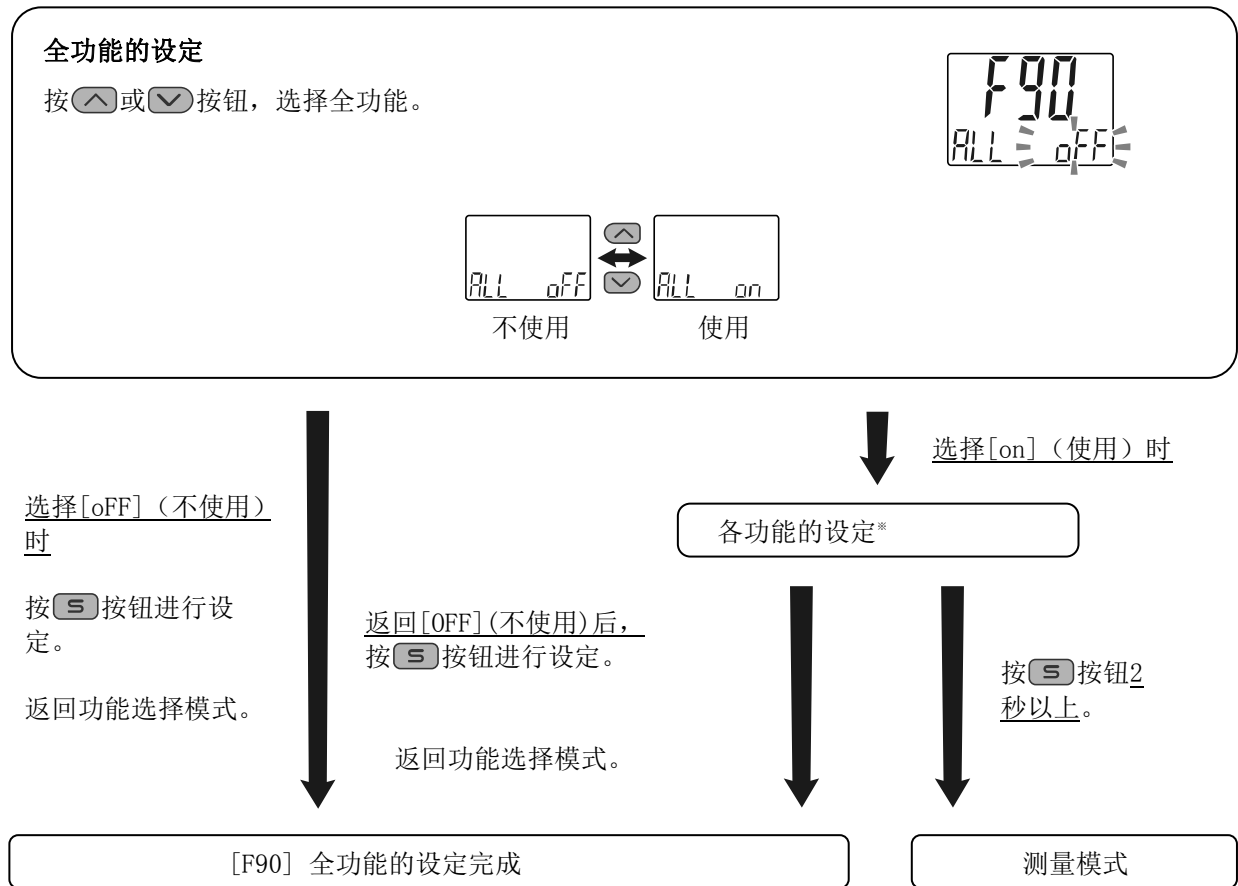 全功能的设定
按或按钮，选择全功能。
F90
ALL oFF
ALL oFF
ALL on
不使用
使用
选择[on]（使用）时
各功能的设定※
选择[oFF]（不使用）
时
按S按钮进行设
定。
返回功能选择模式。
返回[OFF](不使用)后，
按S按钮进行设定。
返回功能选择模式。
按S按钮2
秒以上。
[F90] 全功能的设定完成
测量模式